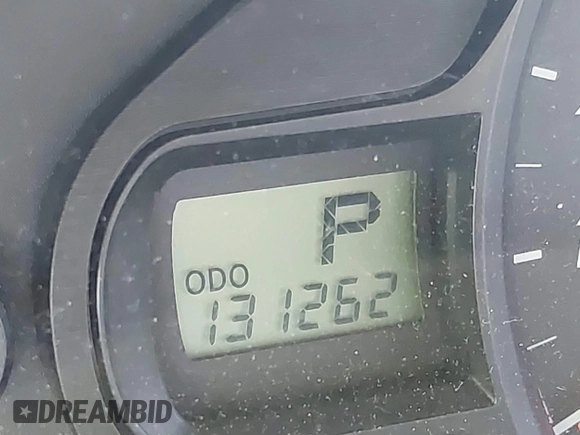 P
ODO
131262
DREAMBID